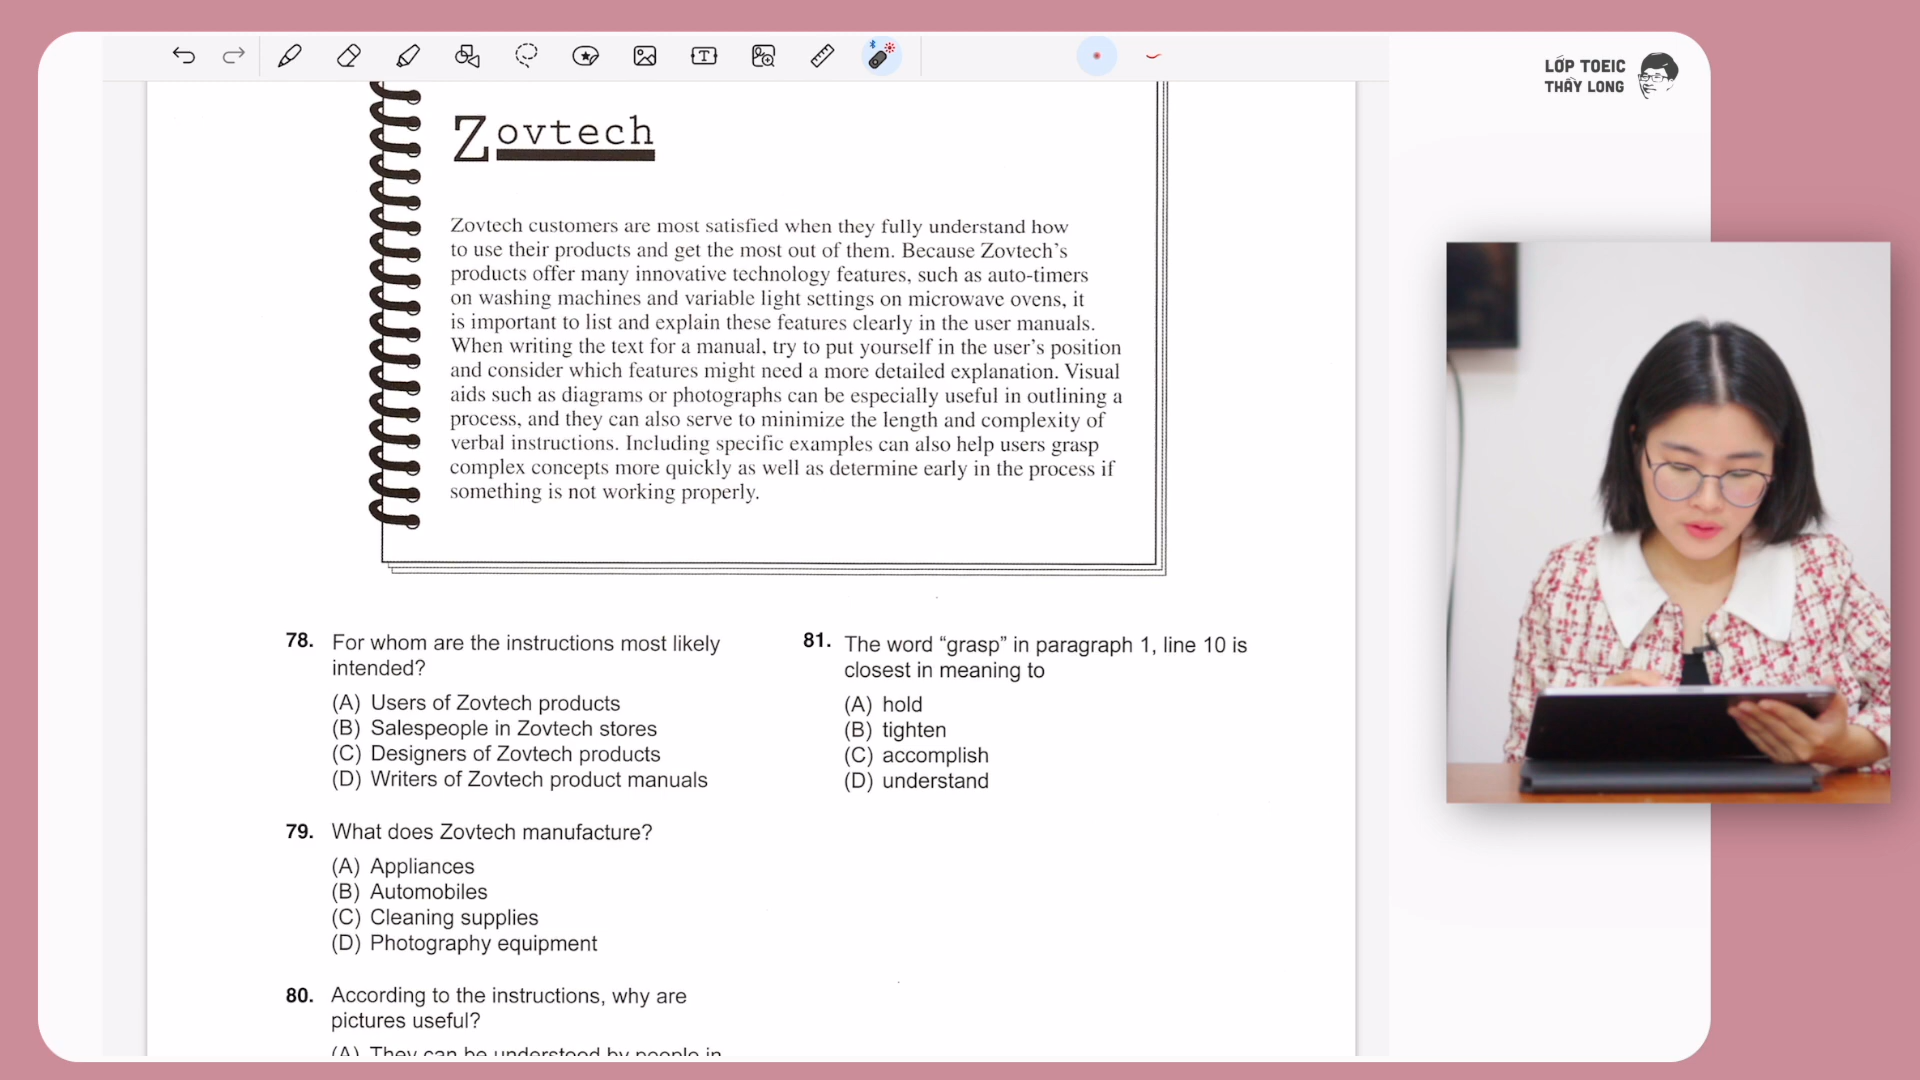 LỚP TOEIC
THẦY LONG
Zovtech
Zovtech customers are most satisfied when they fully understand how
to use their products and get the most out of them. Because Zovtech's
products offer many innovative technology features, such as auto-timers
on washing machines and variable light settings on microwave ovens, it
is important to list and explain these features clearly in the user manuals.
When writing the text for a manual, try to put yourself in the user's position
and consider which features might need a more detailed explanation. Visual
aids such as diagrams or photographs can be especially useful in outlining a
process, and they can also serve to minimize the length and complexity of
verbal instructions. Including specific examples can also help users grasp
complex concepts more quickly as well as determine early in the process if
something is not working properly.
78. For whom are the instructions most likely
intended?
(A) Users of Zovtech products
(B) Salespeople in Zovtech stores
(C) Designers of Zovtech products
(D) Writers of Zovtech product manuals
79. What does Zovtech manufacture?
(A) Appliances
(B) Automobiles
(C) Cleaning supplies
(D) Photography equipment
80. According to the instructions, why are
pictures useful?
(A) They can be understood by people in
81. The word “grasp” in paragraph 1, line 10 is
closest in meaning to
(A) hold
(B) tighten
(C) accomplish
(D) understand